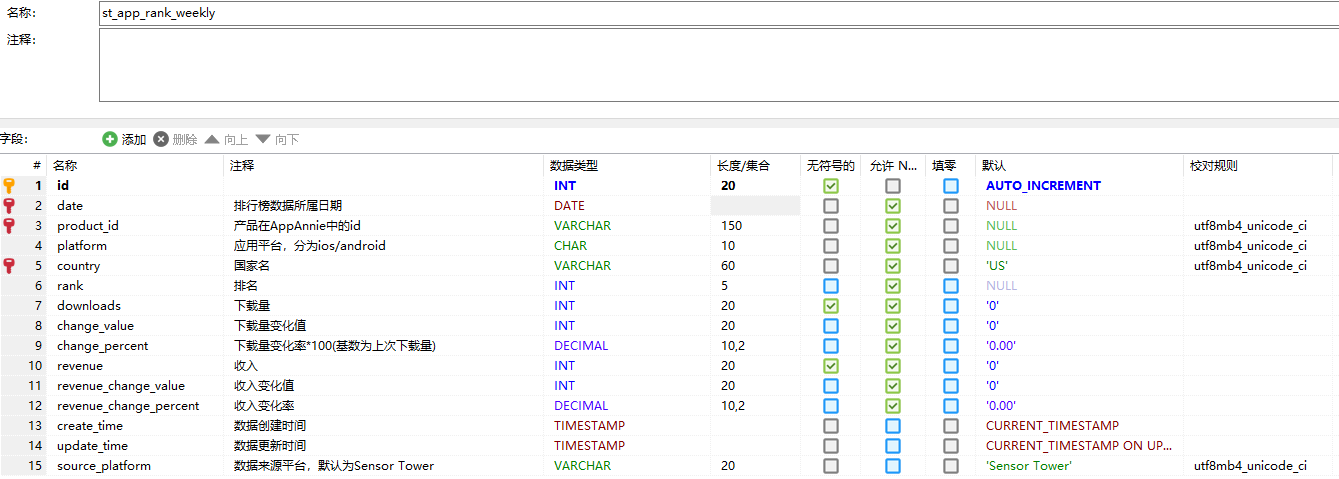 名称: st_app_rank_weekly
注释:
字段: 添加 删除 向上 向下
# 名称 注释 数据类型 长度/集合 无符号的 允许 N... 填零 默认 校对规则
1 id INT 20 AUTO_INCREMENT
2 date 排行榜数据所属日期 DATE NULL
3 product_id 产品在AppAnnie中的id VARCHAR 150 NULL utf8mb4_unicode_ci
4 platform 应用平台，分为ios/android CHAR 10 NULL utf8mb4_unicode_ci
5 country 国家名 VARCHAR 60 'US' utf8mb4_unicode_ci
6 rank 排名 INT 5 NULL
7 downloads 下载量 INT 20 '0'
8 change_value 下载量变化值 INT 20 '0'
9 change_percent 下载量变化率*100(基数为上次下载量) DECIMAL 10,2 '0.00'
10 revenue 收入 INT 20 '0'
11 revenue_change_value 收入变化值 INT 20 '0'
12 revenue_change_percent 收入变化率 DECIMAL 10,2 '0.00'
13 create_time 数据创建时间 TIMESTAMP CURRENT_TIMESTAMP
14 update_time 数据更新时间 TIMESTAMP CURRENT_TIMESTAMP ON UP...
15 source_platform 数据来源平台，默认为Sensor Tower VARCHAR 20 'Sensor Tower' utf8mb4_unicode_ci